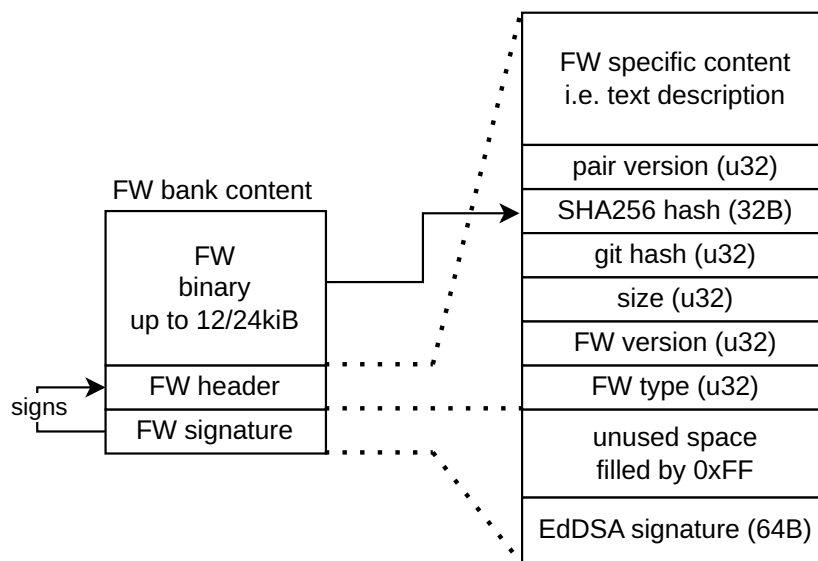 FW bank content
FW
binary
up to 12/24kiB
FW header
FW signature
signs
FW specific content
i.e. text description
pair version (u32)
SHA256 hash (32B)
git hash (u32)
size (u32)
FW version (u32)
FW type (u32)
unused space
filled by 0xFF
EdDSA signature (64B)